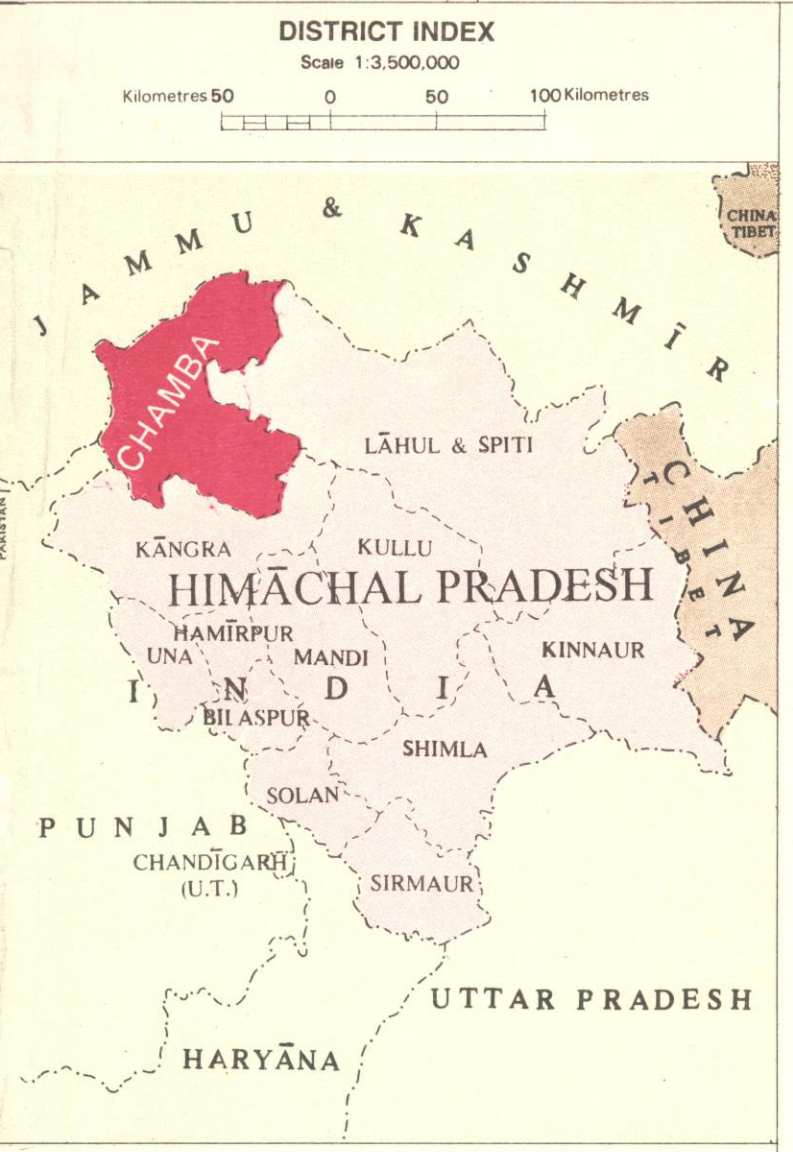 DISTRICT INDEX
Scale 1:3,500,000
Kilometres 50 0 50 100 Kilometres
JAMMU & KASHMĪR
CHINA
TIBET
CHAMBA
LĀHUL & SPITI
CHINA
TIBET
PAKISTAN
KĀNGRA
KULLU
HIMĀCHAL PRADESH
HAMĪRPUR
UNA
MANDI
KINNAUR
INDIA
BILASPUR
SHIMLA
SOLAN
PUNJAB
CHANDĪGARH
(U.T.)
SIRMAUR
UTTAR PRADESH
HARYĀNA